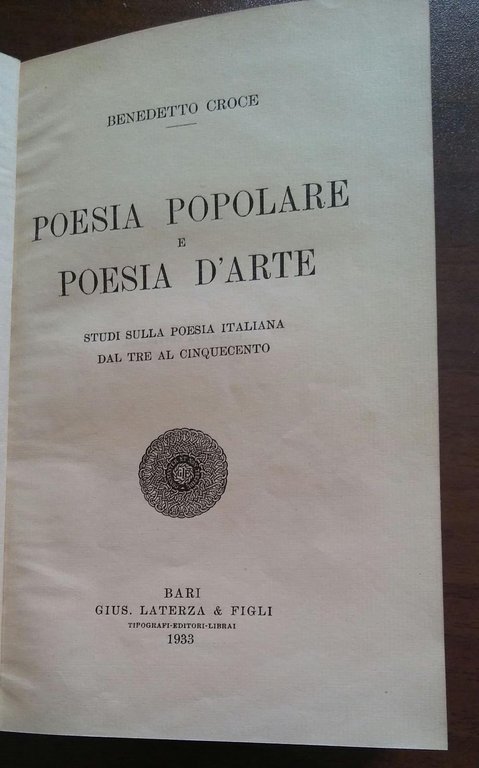 BENEDETTO CROCE
POESIA POPOLARE
E
POESIA D'ARTE
STUDI SULLA POESIA ITALIANA
DAL TRE AL CINQUECENTO
BARI
GIUS. LATERZA & FIGLI
TIPOGRAFI-EDITORI-LIBRAI
1933